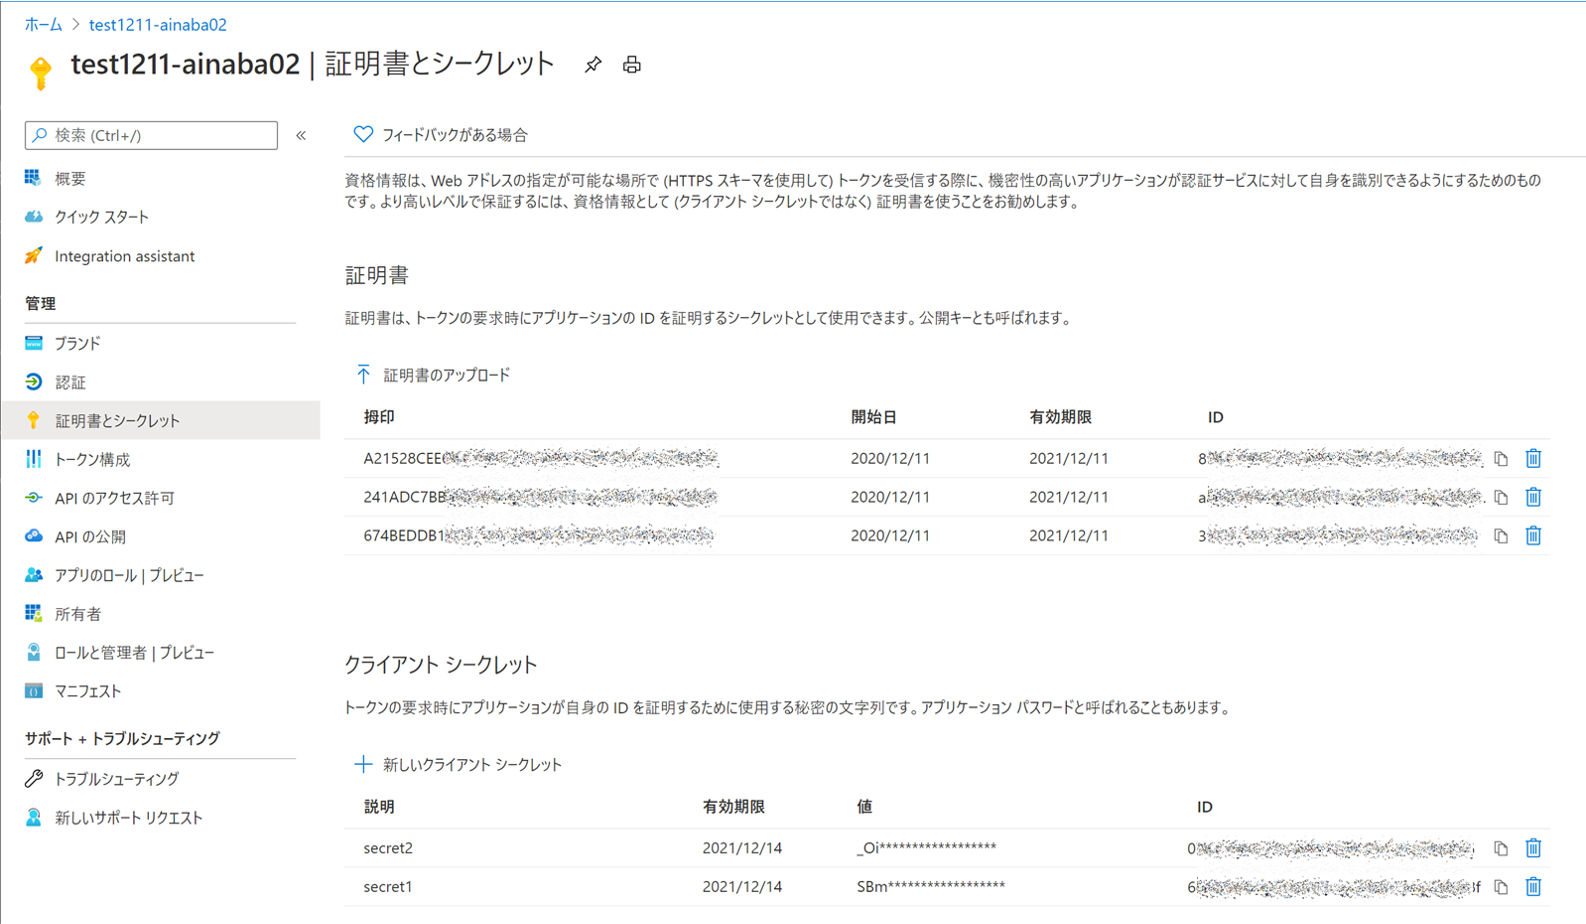 ホーム > test1211-ainaba02
test1211-ainaba02 | 証明書とシークレット
検索 (Ctrl+/)
«
概要
クイック スタート
Integration assistant
管理
ブランド
認証
証明書とシークレット
トークン構成
API のアクセス許可
API の公開
アプリのロール | プレビュー
所有者
ロールと管理者 | プレビュー
マニフェスト
サポート + トラブルシューティング
トラブルシューティング
新しいサポート リクエスト
フィードバックがある場合
資格情報は、Web アドレスの指定が可能な場所で (HTTPS スキーマを使用して) トークンを受信する際に、機密性の高いアプリケーションが認証サービスに対して自身を識別できるようにするためのもの
です。より高いレベルで保証するには、資格情報として (クライアント シークレットではなく) 証明書を使うことをお勧めします。
証明書
証明書は、トークンの要求時にアプリケーションの ID を証明するシークレットとして使用できます。公開キーとも呼ばれます。
証明書のアップロード
拇印 開始日 有効期限 ID
A21528CEE 2020/12/11 2021/12/11 8
241ADC7BB 2020/12/11 2021/12/11 a
674BEDDB1 2020/12/11 2021/12/11 3
クライアント シークレット
トークンの要求時にアプリケーションが自身の ID を証明するために使用する秘密の文字列です。アプリケーション パスワードと呼ばれることもあります。
新しいクライアント シークレット
説明 有効期限 値 ID
secret2 2021/12/14 _Oi****************** 0
secret1 2021/12/14 SBm****************** 6